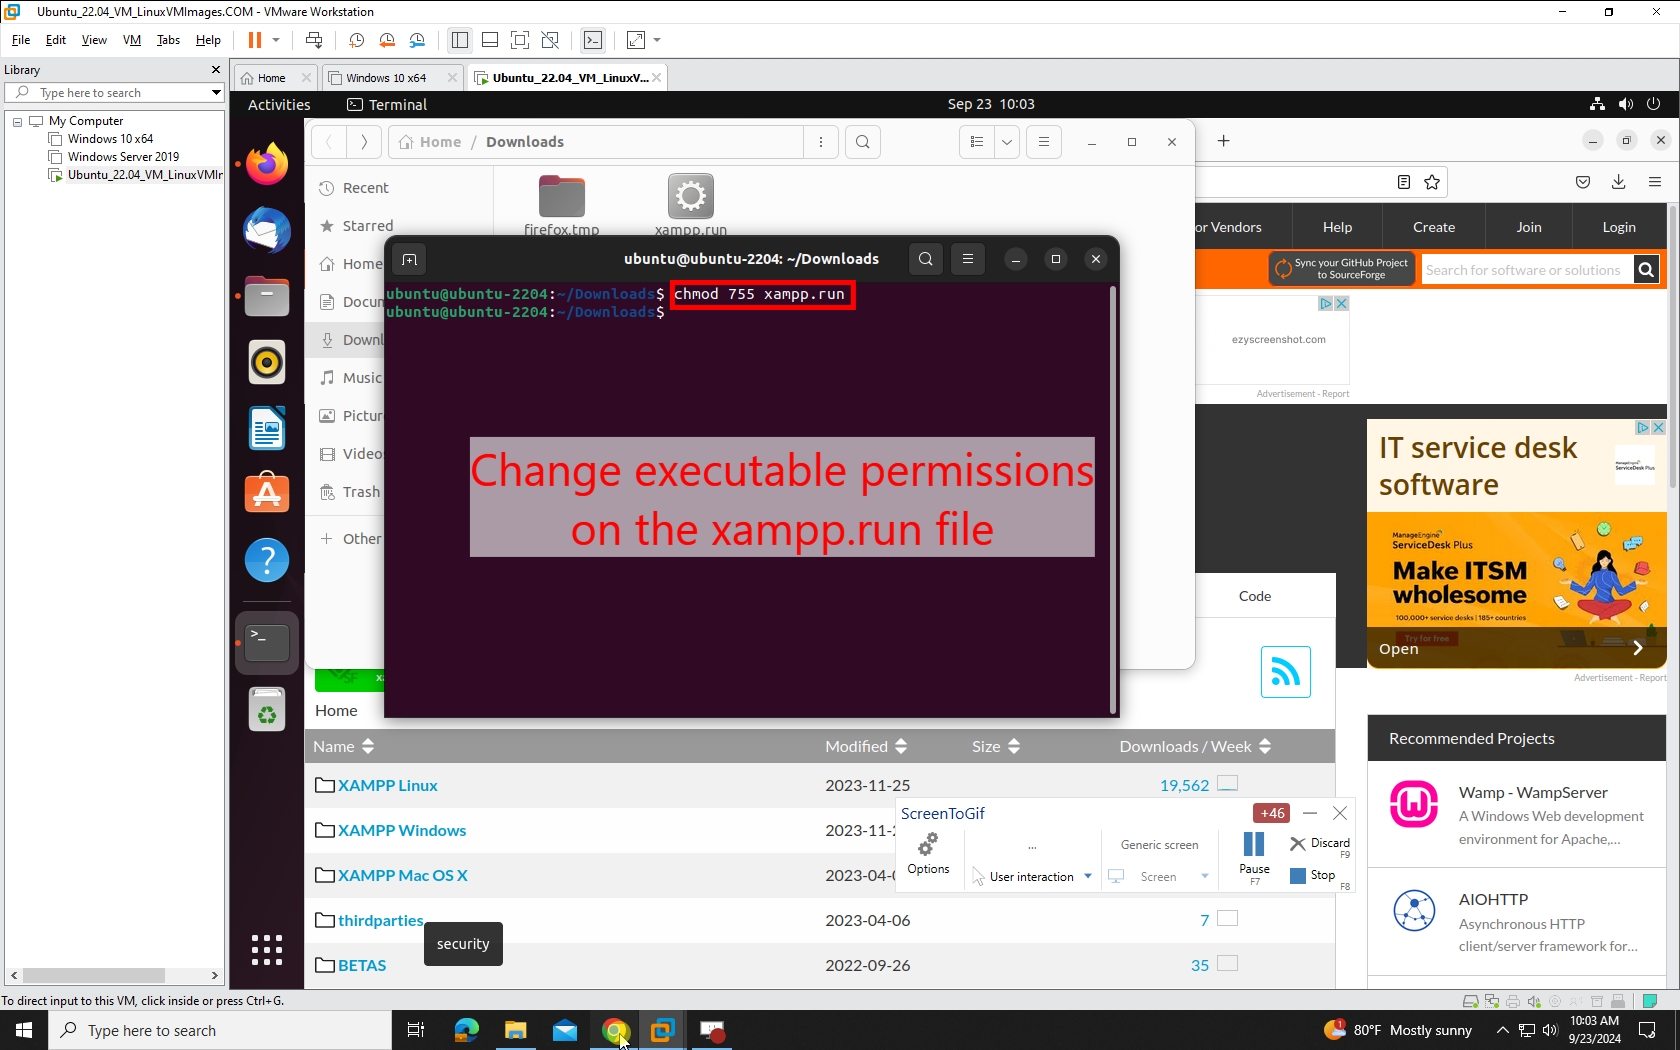 Ubuntu_22.04_VM_LinuxVMImages.COM - VMware Workstation
File Edit View VM Tabs Help
Library
Type here to search
My Computer
Windows 10 x64
Windows Server 2019
Ubuntu_22.04_VM_LinuxVMIr
Home
Windows 10 x64
Ubuntu_22.04_VM_LinuxV...
Activities
Terminal
Sep 23 10:03
Home / Downloads
Recent
Starred
Home
Docun
Downl
Music
Pictur
Video
Trash
Other
firefox.tmp
xampp.run
ubuntu@ubuntu-2204: ~/Downloads
ubuntu@ubuntu-2204:~/Downloads$ chmod 755 xampp.run
ubuntu@ubuntu-2204:~/Downloads$
Change executable permissions
on the xampp.run file
or Vendors
Help
Create
Join
Login
Sync your GitHub Project
to SourceForge
Search for software or solutions
ezyscreenshot.com
Advertisement - Report
IT service desk
software
ManageEngine
ServiceDesk Plus
ManageEngine
ServiceDesk Plus
Make ITSM
wholesome
100,000+ service desks | 185+ countries
Try for free
Open
Advertisement - Report
Code
Home
Name
Modified
Size
Downloads / Week
XAMPP Linux 2023-11-25 19,562
XAMPP Windows 2023-11-2
XAMPP Mac OS X 2023-04-
thirdparties 2023-04-06 7
BETAS 2022-09-26 35
security
ScreenToGif
+46
Options
...
User interaction
Generic screen
Screen
Pause
F7
Discard
F9
Stop
F8
Recommended Projects
Wamp - WampServer
A Windows Web development
environment for Apache,...
AIOHTTP
Asynchronous HTTP
client/server framework for...
To direct input to this VM, click inside or press Ctrl+G.
Type here to search
1
80°F Mostly sunny
10:03 AM
9/23/2024